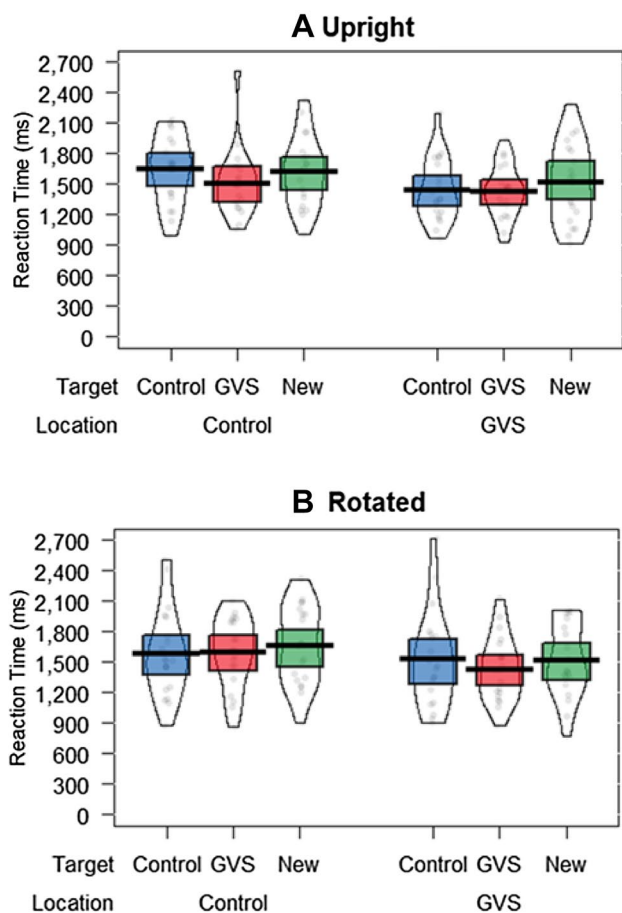 A Upright
Reaction Time (ms)
2,700
2,400
2,100
1,800
1,500
1,200
900
600
300
0
Target Control GVS New Control GVS New
Location Control GVS
B Rotated
Reaction Time (ms)
2,700
2,400
2,100
1,800
1,500
1,200
900
600
300
0
Target Control GVS New Control GVS New
Location Control GVS